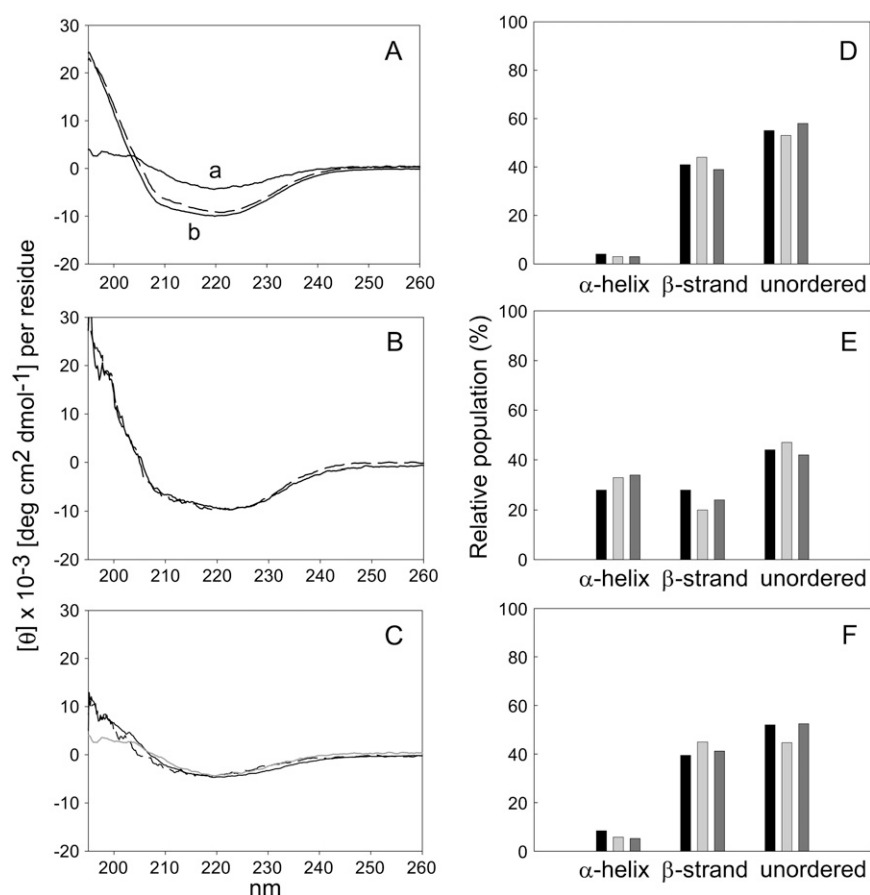 [θ] x 10-3 [deg cm2 dmol-1] per residue
30
20
10
0
-10
-20
A
a
b
200 210 220 230 240 250 260
30
20
10
0
-10
-20
B
200 210 220 230 240 250 260
30
20
10
0
-10
-20
C
200 210 220 230 240 250 260
nm
Relative population (%)
100
80
60
40
20
0
D
α-helix β-strand unordered
100
80
60
40
20
0
E
α-helix β-strand unordered
100
80
60
40
20
0
F
α-helix β-strand unordered